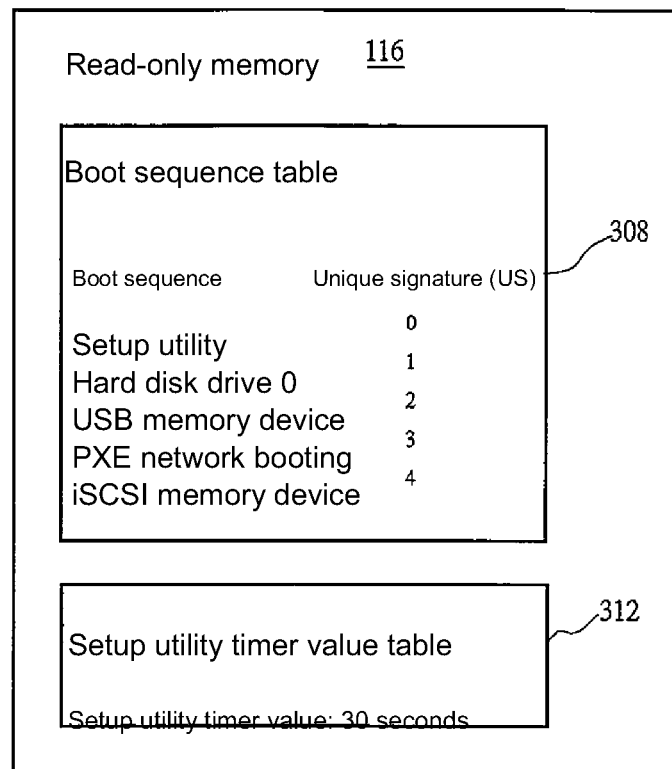 Read-only memory 116
Boot sequence table
308
Boot sequence Unique signature (US)
Setup utility 0
Hard disk drive 0 1
USB memory device 2
PXE network booting 3
iSCSI memory device 4
312
Setup utility timer value table
Setup utility timer value: 30 seconds